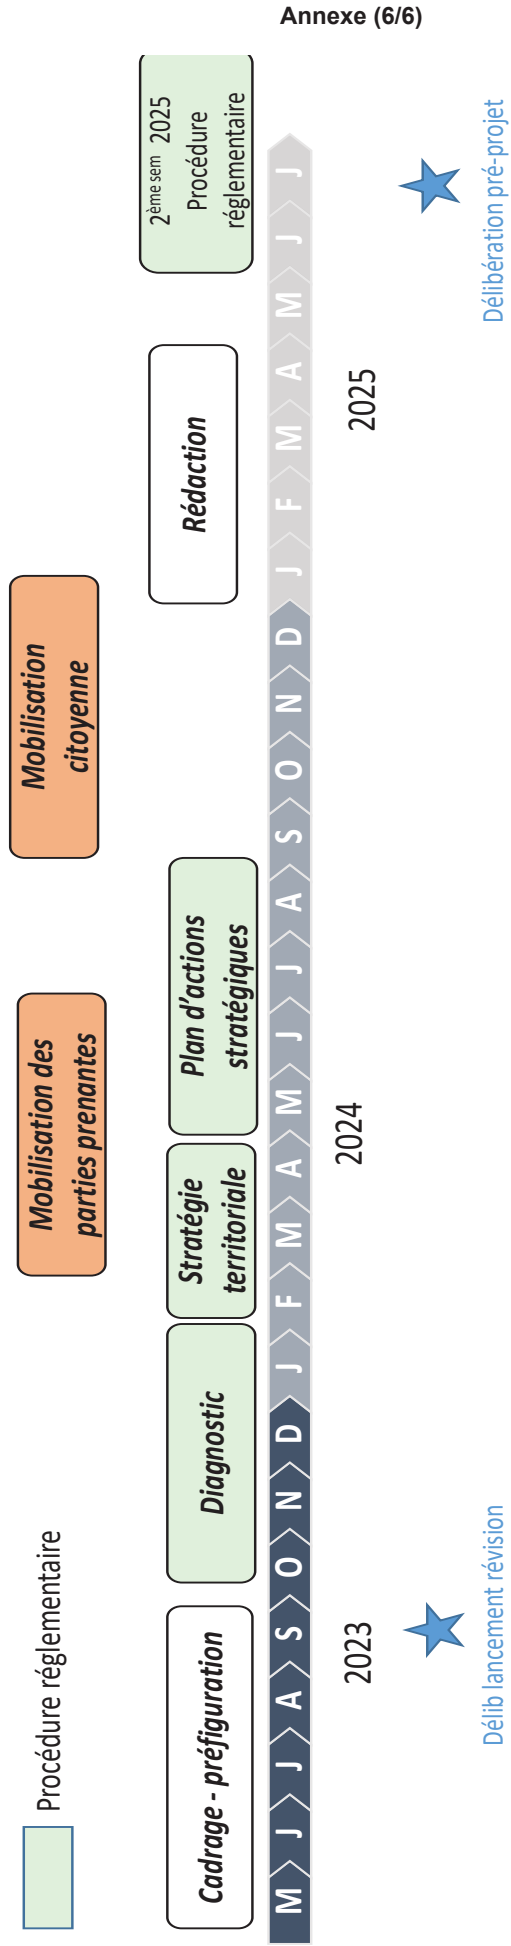 Annexe (6/6)
Procédure réglementaire
Mobilisation des
parties prenantes
Mobilisation
citoyenne
Cadrage - préfiguration
Diagnostic
Stratégie
territoriale
Plan d’actions
stratégiques
Rédaction
2ème sem 2025
Procédure
réglementaire
M J J A S O N D J F M A M J J A S O N D J F M A M J J
2023
2024
2025
Délib lancement révision
Délibération pré-projet